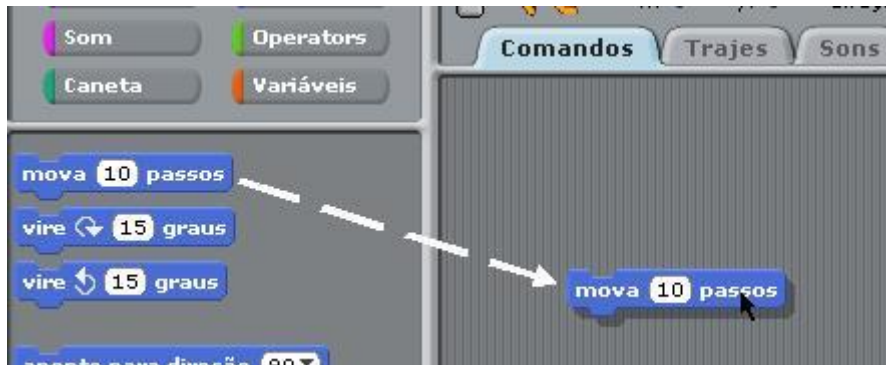 Som
Operators
Caneta
Variáveis
Comandos
Trajes
Sons
mova 10 passos
vire 15 graus
vire 15 graus
mova 10 passos